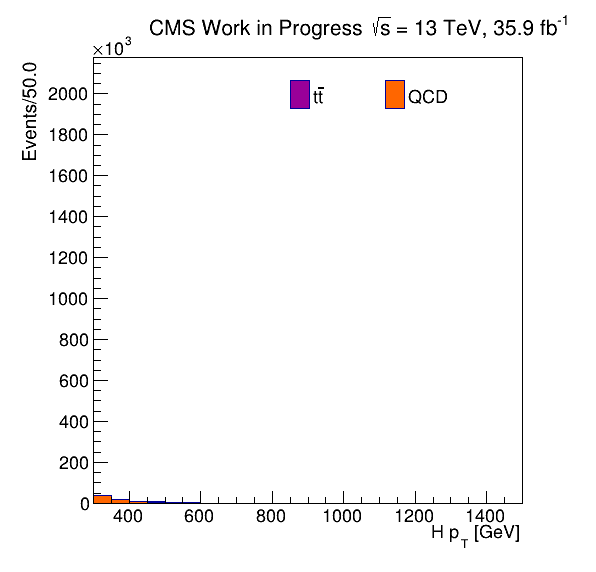 CMS Work in Progress √s = 13 TeV, 35.9 fb⁻¹
×10³
Events/50.0
tt̄
QCD
2000
1800
1600
1400
1200
1000
800
600
400
200
0
400 600 800 1000 1200 1400
H p_T [GeV]